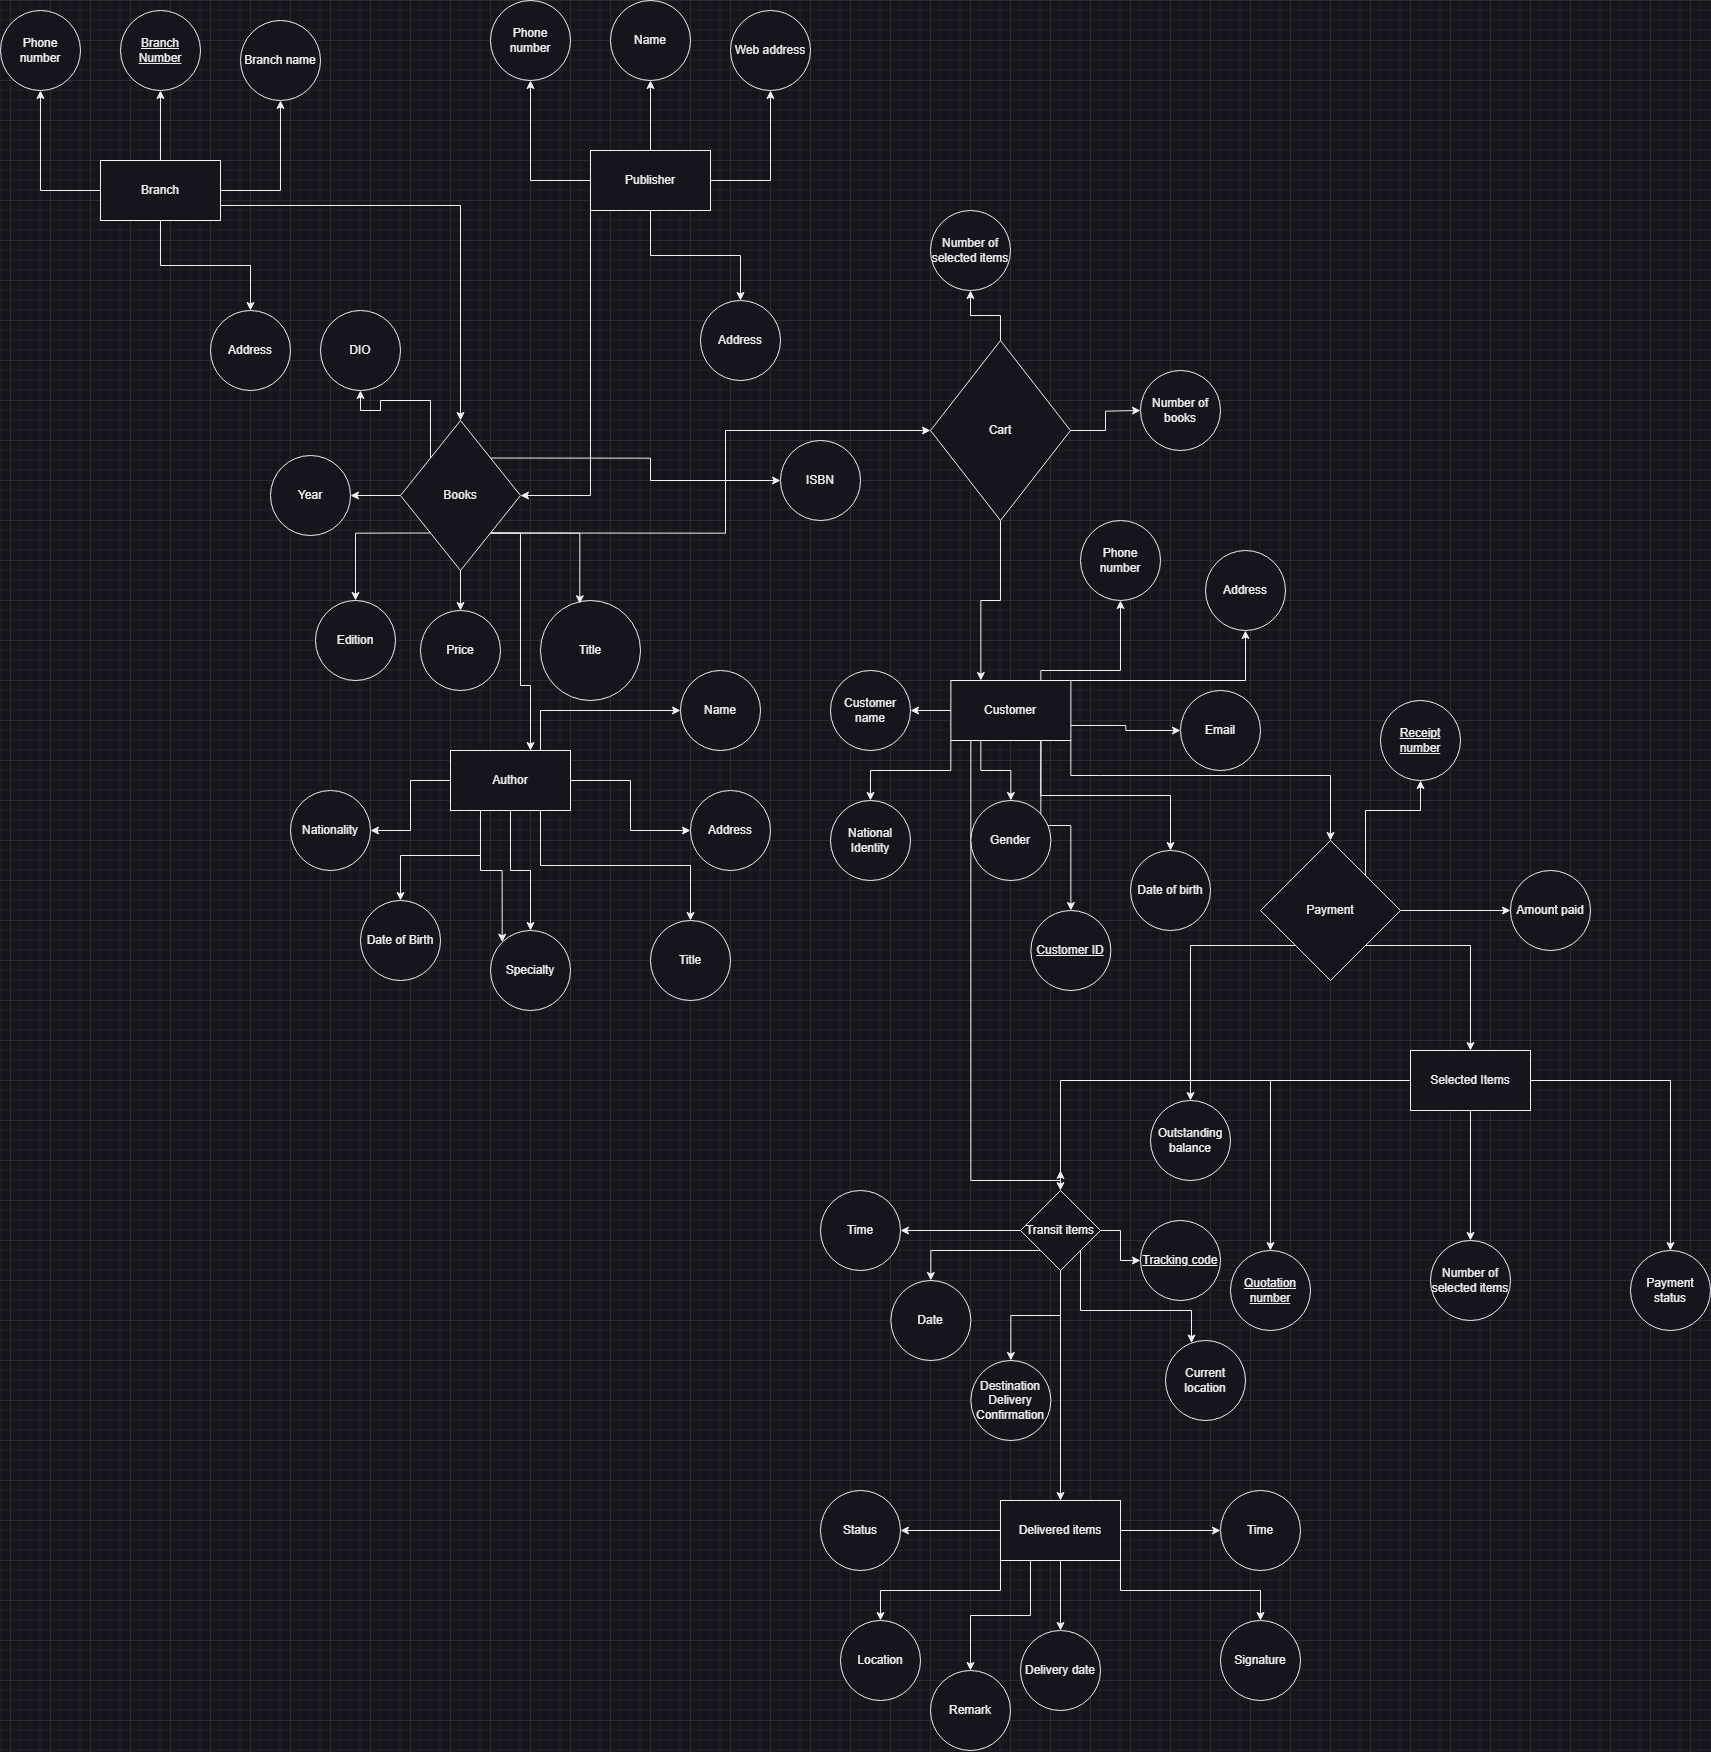 Phone
number
Branch
Number
Branch name
Phone
number
Name
Web address
Branch
Publisher
Number of
selected items
Address
DIO
Address
Cart
Number of
books
Year
Books
ISBN
Phone
number
Address
Edition
Price
Title
Name
Customer
name
Customer
Email
Receipt
number
Author
Nationality
Address
National
Identity
Gender
Date of birth
Payment
Amount paid
Date of Birth
Specialty
Title
Customer ID
Selected Items
Outstanding
balance
Time
Transit items
Tracking code
Quotation
number
Number of
selected items
Payment
status
Date
Destination
Delivery
Confirmation
Current
location
Status
Delivered items
Time
Location
Remark
Delivery date
Signature